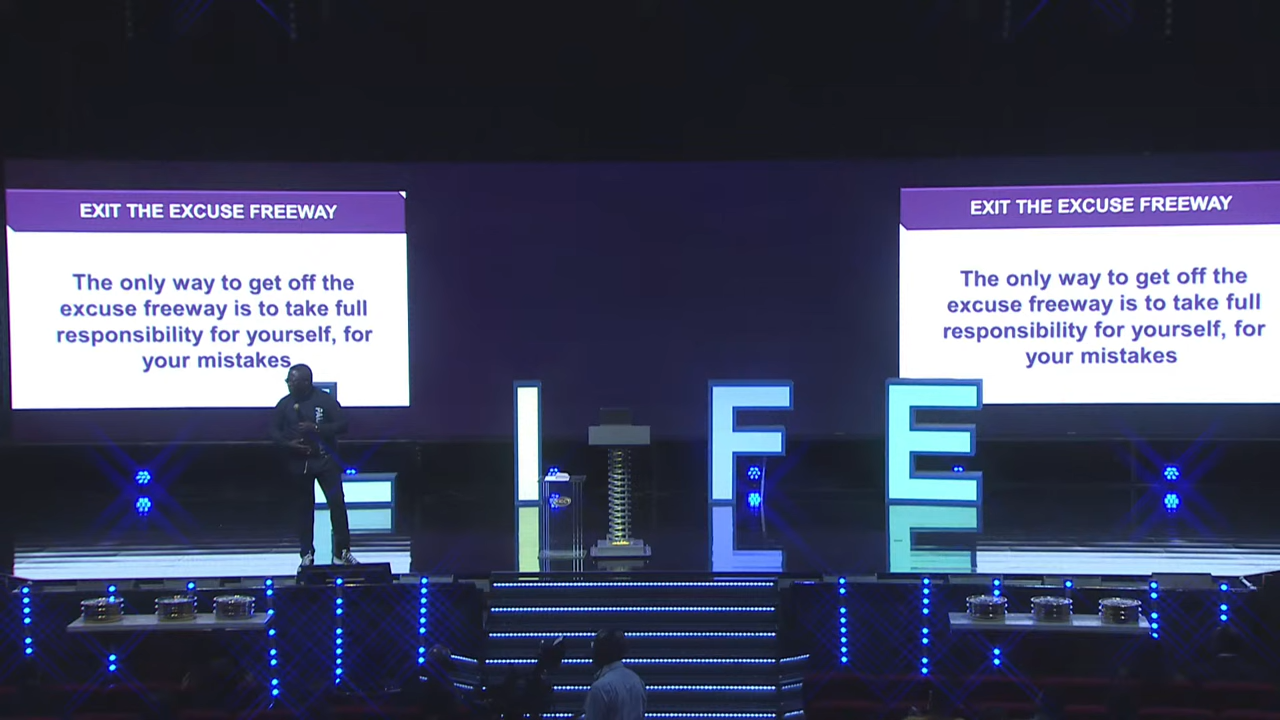 EXIT THE EXCUSE FREEWAY
The only way to get off the
excuse freeway is to take full
responsibility for yourself, for
your mistakes
EXIT THE EXCUSE FREEWAY
The only way to get off the
excuse freeway is to take full
responsibility for yourself, for
your mistakes
L I F E